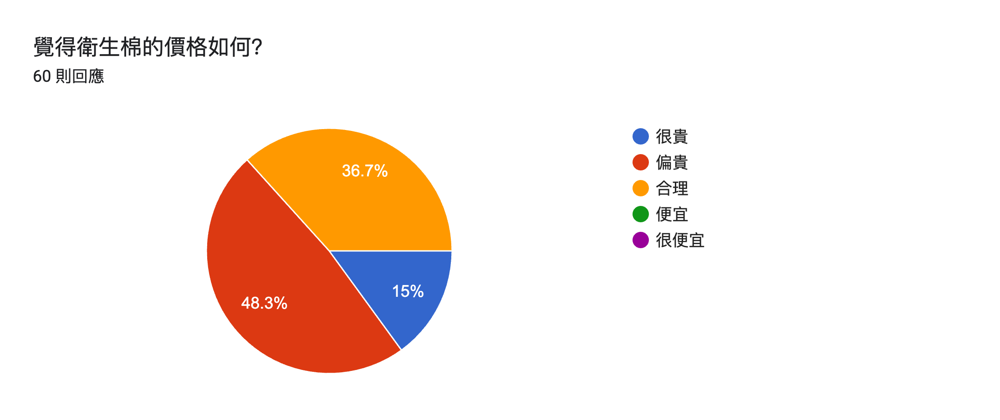 覺得衛生棉的價格如何?
60 則回應
36.7%
48.3%
15%
很貴
偏貴
合理
便宜
很便宜